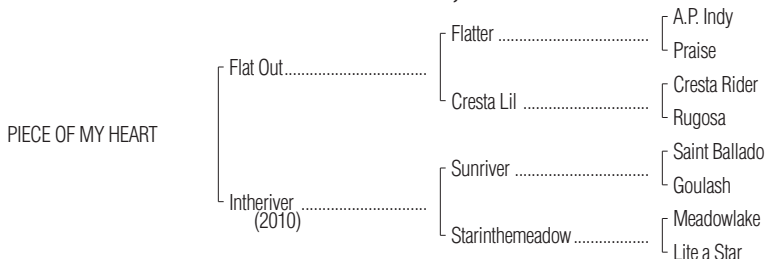 A.P. Indy
Flatter ........................................
Praise
Flat Out......................................
Cresta Rider
Cresta Lil ..................................
Rugosa
PIECE OF MY HEART
Saint Ballado
Sunriver ....................................
Goulash
Intheriver ..................................
(2010)
Meadowlake
Starinthemeadow....................
Lite a Star